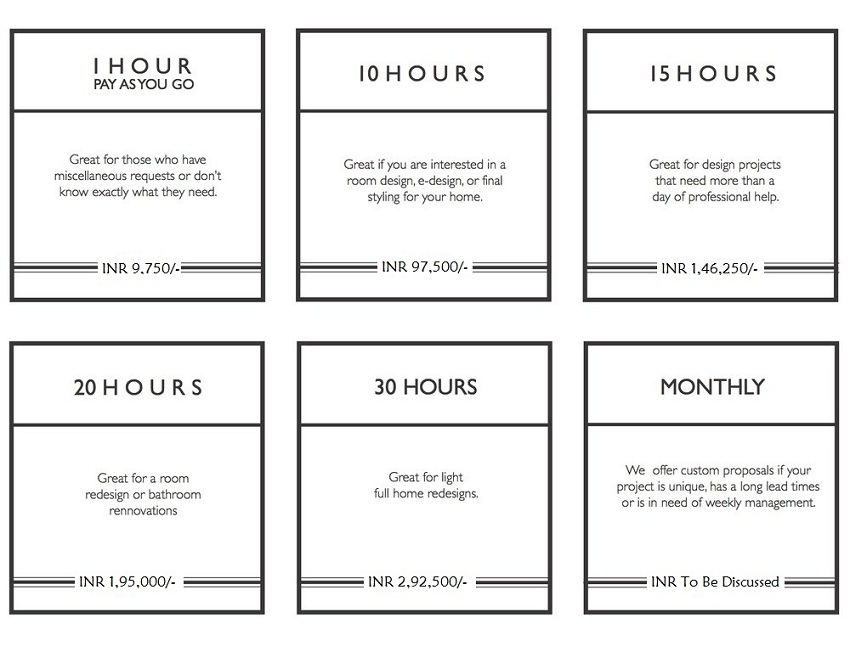 1 HOUR
PAY AS YOU GO
Great for those who have
miscellaneous requests or don't
know exactly what they need.
INR 9,750/-
10 HOURS
Great if you are interested in a
room design, e-design, or final
styling for your home.
INR 97,500/-
15 HOURS
Great for design projects
that need more than a
day of professional help.
INR 1,46,250/-
20 HOURS
Great for a room
redesign or bathroom
rennovations
INR 1,95,000/-
30 HOURS
Great for light
full home redesigns.
INR 2,92,500/-
MONTHLY
We offer custom proposals if your
project is unique, has a long lead times
or is in need of weekly management.
INR To Be Discussed